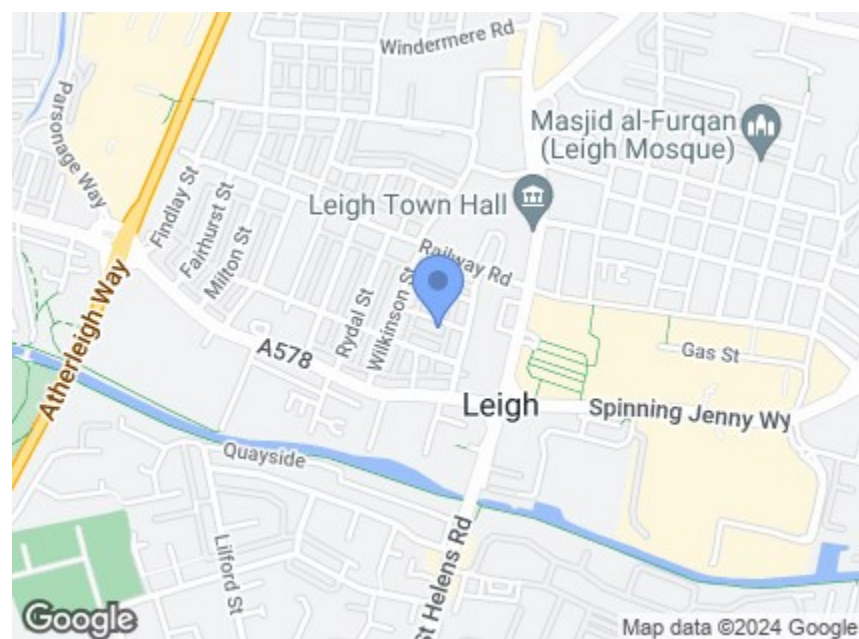 Windermere Rd
Parsonage Way
Masjid al-Furqan
(Leigh Mosque)
Findlay St
Fairhurst St
Leigh Town Hall
Milton St
Railway Rd
Rydal St
Wilkinson St
Atherleigh Way
A578
Gas St
Leigh
Spinning Jenny Wy
Quayside
Lilford St
St Helens Rd
Google
Map data ©2024 Google